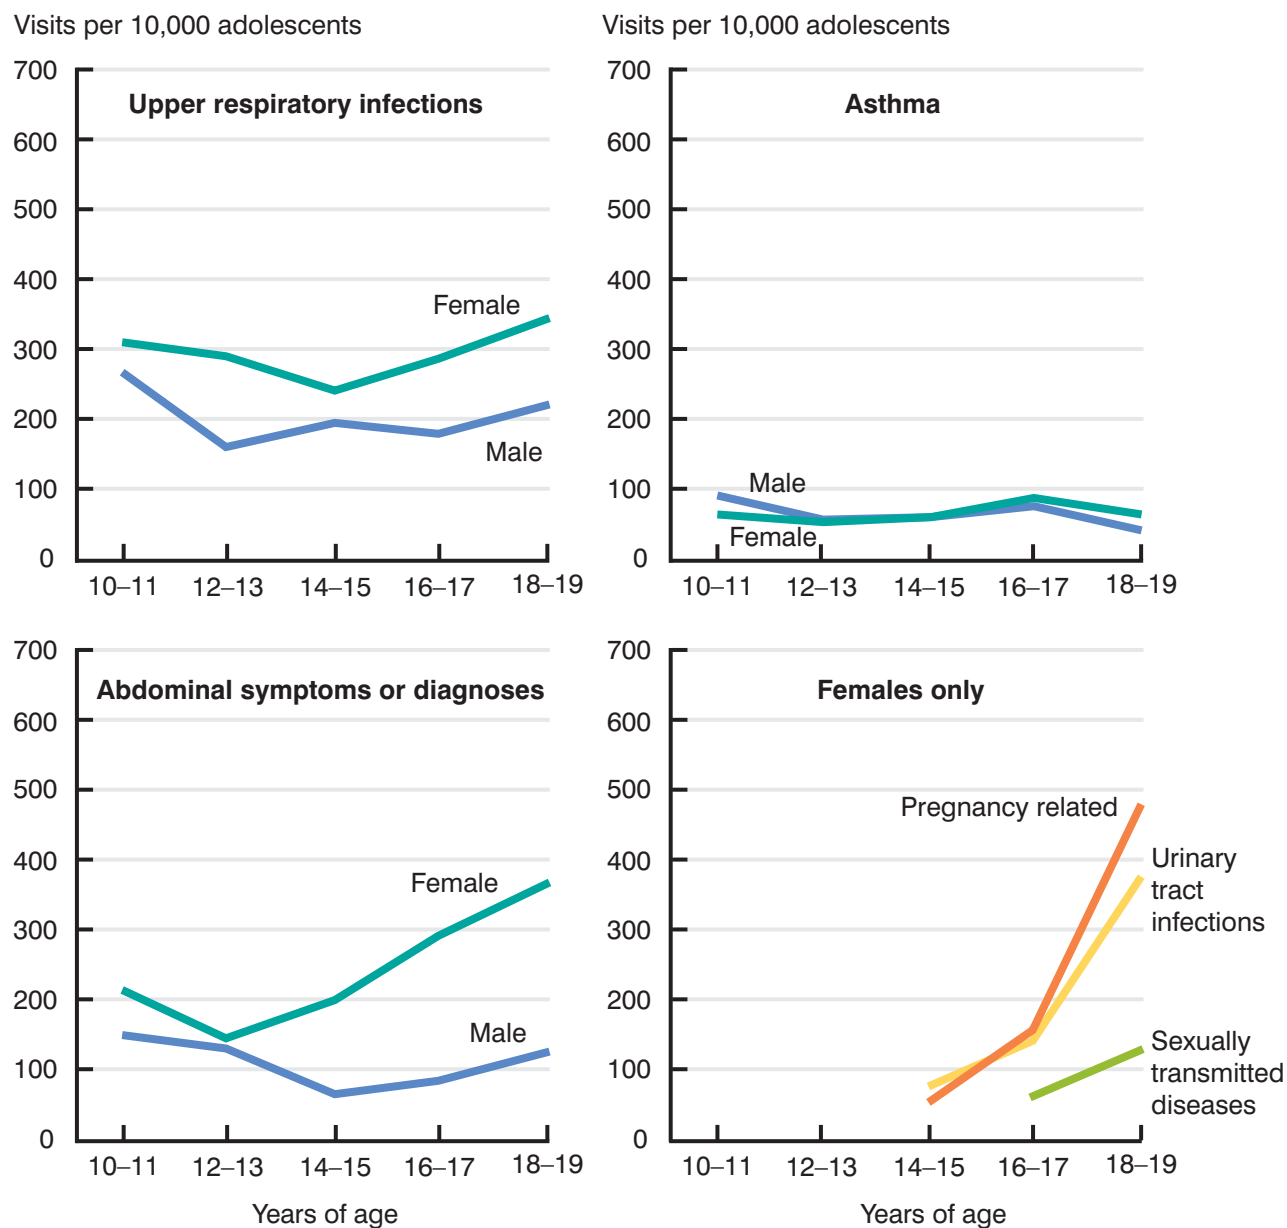 Visits per 10,000 adolescents
Upper respiratory infections
700
600
500
400
300
200
100
0
Female
Male
10–11 12–13 14–15 16–17 18–19
Visits per 10,000 adolescents
Asthma
700
600
500
400
300
200
100
0
Male
Female
10–11 12–13 14–15 16–17 18–19
Abdominal symptoms or diagnoses
700
600
500
400
300
200
100
0
Female
Male
10–11 12–13 14–15 16–17 18–19
Years of age
Females only
700
600
500
400
300
200
100
0
Pregnancy related
Urinary
tract
infections
Sexually
transmitted
diseases
10–11 12–13 14–15 16–17 18–19
Years of age